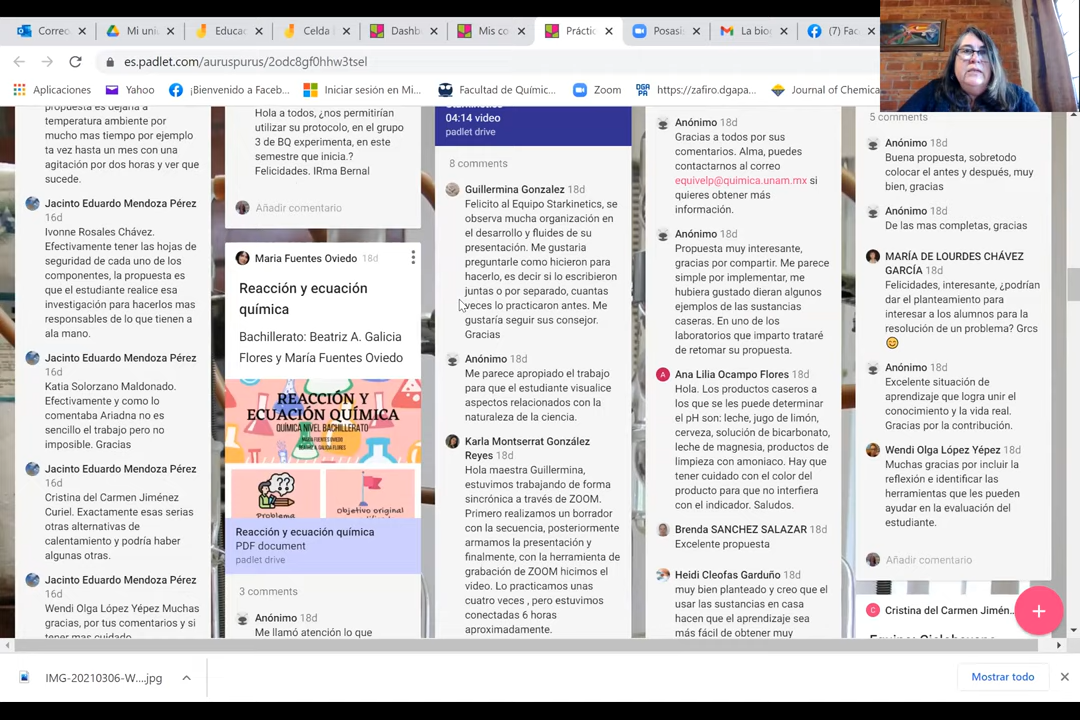 Correo
Mi uni
Educac
Celda
Dashb
Mis co
Práctic
Posasis
La biog
(7) Fac
es.padlet.com/auruspurus/2odc8gf0hhw3tsel
Aplicaciones
Yahoo
¡Bienvenido a Faceb...
Iniciar sesión en Mi...
Facultad de Químic...
Zoom
DGA PA
https://zafiro.dgapa...
Journal of Chemica
propuesta es dejarla a
temperatura ambiente por
mucho mas tiempo por ejemplo
ta vez hasta un mes con una
agitación por dos horas y ver que
sucede.
Jacinto Eduardo Mendoza Pérez
16d
Ivonne Rosales Chávez.
Efectivamente tener las hojas de
seguridad de cada uno de los
componentes, la propuesta es
que el estudiante realice esa
investigación para hacerlos mas
responsables de lo que tienen a
ala mano.
Jacinto Eduardo Mendoza Pérez
16d
Katia Solorzano Maldonado.
Efectivamente y como lo
comentaba Ariadna no es
sencillo el trabajo pero no
imposible. Gracias
Jacinto Eduardo Mendoza Pérez
16d
Cristina del Carmen Jiménez
Curiel. Exactamente esas serias
otras alternativas de
calentamiento y podría haber
algunas otras.
Jacinto Eduardo Mendoza Pérez
16d
Wendi Olga López Yépez Muchas
gracias, por tus comentarios y si
tener mas cuidado
Hola a todos, ¿nos permitirían
utilizar su protocolo, en el grupo
3 de BQ experimenta, en este
semestre que inicia.?
Felicidades. IRma Bernal
Añadir comentario
Maria Fuentes Oviedo 18d
Reacción y ecuación
química
Bachillerato: Beatriz A. Galicia
Flores y María Fuentes Oviedo
REACCIÓN Y
ECUACIÓN QUÍMICA
QUÍMICA NIVEL BACHILLERATO
MARÍA FUENTES OVIEDO
BEATRIZ A. GALICIA FLORES
Problema
Objetivo original
Reacción y ecuación química
PDF document
padlet drive
3 comments
Anónimo 18d
Me llamó atención lo que
Starkinetics
04:14 video
padlet drive
8 comments
Guillermina Gonzalez 18d
Felicito al Equipo Starkinetics, se
observa mucha organización en
el desarrollo y fluides de su
presentación. Me gustaria
preguntarle como hicieron para
hacerlo, es decir si lo escribieron
juntas o por separado, cuantas
veces lo practicaron antes. Me
gustaría seguir sus consejor.
Gracias
Anónimo 18d
Me parece apropiado el trabajo
para que el estudiante visualice
aspectos relacionados con la
naturaleza de la ciencia.
Karla Montserrat González
Reyes 18d
Hola maestra Guillermina,
estuvimos trabajando de forma
sincrónica a través de ZOOM.
Primero realizamos un borrador
con la secuencia, posteriormente
armamos la presentación y
finalmente, con la herramienta de
grabación de ZOOM hicimos el
video. Lo practicamos unas
cuatro veces , pero estuvimos
conectadas 6 horas
aproximadamente.
Anónimo 18d
Gracias a todos por sus
comentarios. Alma, puedes
contactarnos al correo
equivelp@quimica.unam.mx si
quieres obtener más
información.
Anónimo 18d
Propuesta muy interesante,
gracias por compartir. Me parece
simple por implementar, me
hubiera gustado dieran algunos
ejemplos de las sustancias
caseras. En uno de los
laboratorios que imparto trataré
de retomar su propuesta.
A
Ana Lilia Ocampo Flores 18d
Hola. Los productos caseros a
los que se les puede determinar
el pH son: leche, jugo de limón,
cerveza, solución de bicarbonato,
leche de magnesia, productos de
limpieza con amoniaco. Hay que
tener cuidado con el color del
producto para que no interfiera
con el indicador. Saludos.
Brenda SANCHEZ SALAZAR 18d
Excelente propuesta
Heidi Cleofas Garduño 18d
muy bien planteado y creo que el
usar las sustancias en casa
hacen que el aprendizaje sea
más fácil de obtener muy
5 comments
Anónimo 18d
Buena propuesta, sobretodo
colocar el antes y después, muy
bien, gracias
Anónimo 18d
De las mas completas, gracias
MARÍA DE LOURDES CHÁVEZ
GARCÍA 18d
Felicidades, interesante, ¿podrían
dar el planteamiento para
interesar a los alumnos para la
resolución de un problema? Grcs
Anónimo 18d
Excelente situación de
aprendizaje que logra unir el
conocimiento y la vida real.
Gracias por la contribución.
Wendi Olga López Yépez 18d
Muchas gracias por incluir la
reflexión e identificar las
herramientas que les pueden
ayudar en la evaluación del
estudiante.
Añadir comentario
C
Cristina del Carmen Jimén...
IMG-20210306-W....jpg
Mostrar todo